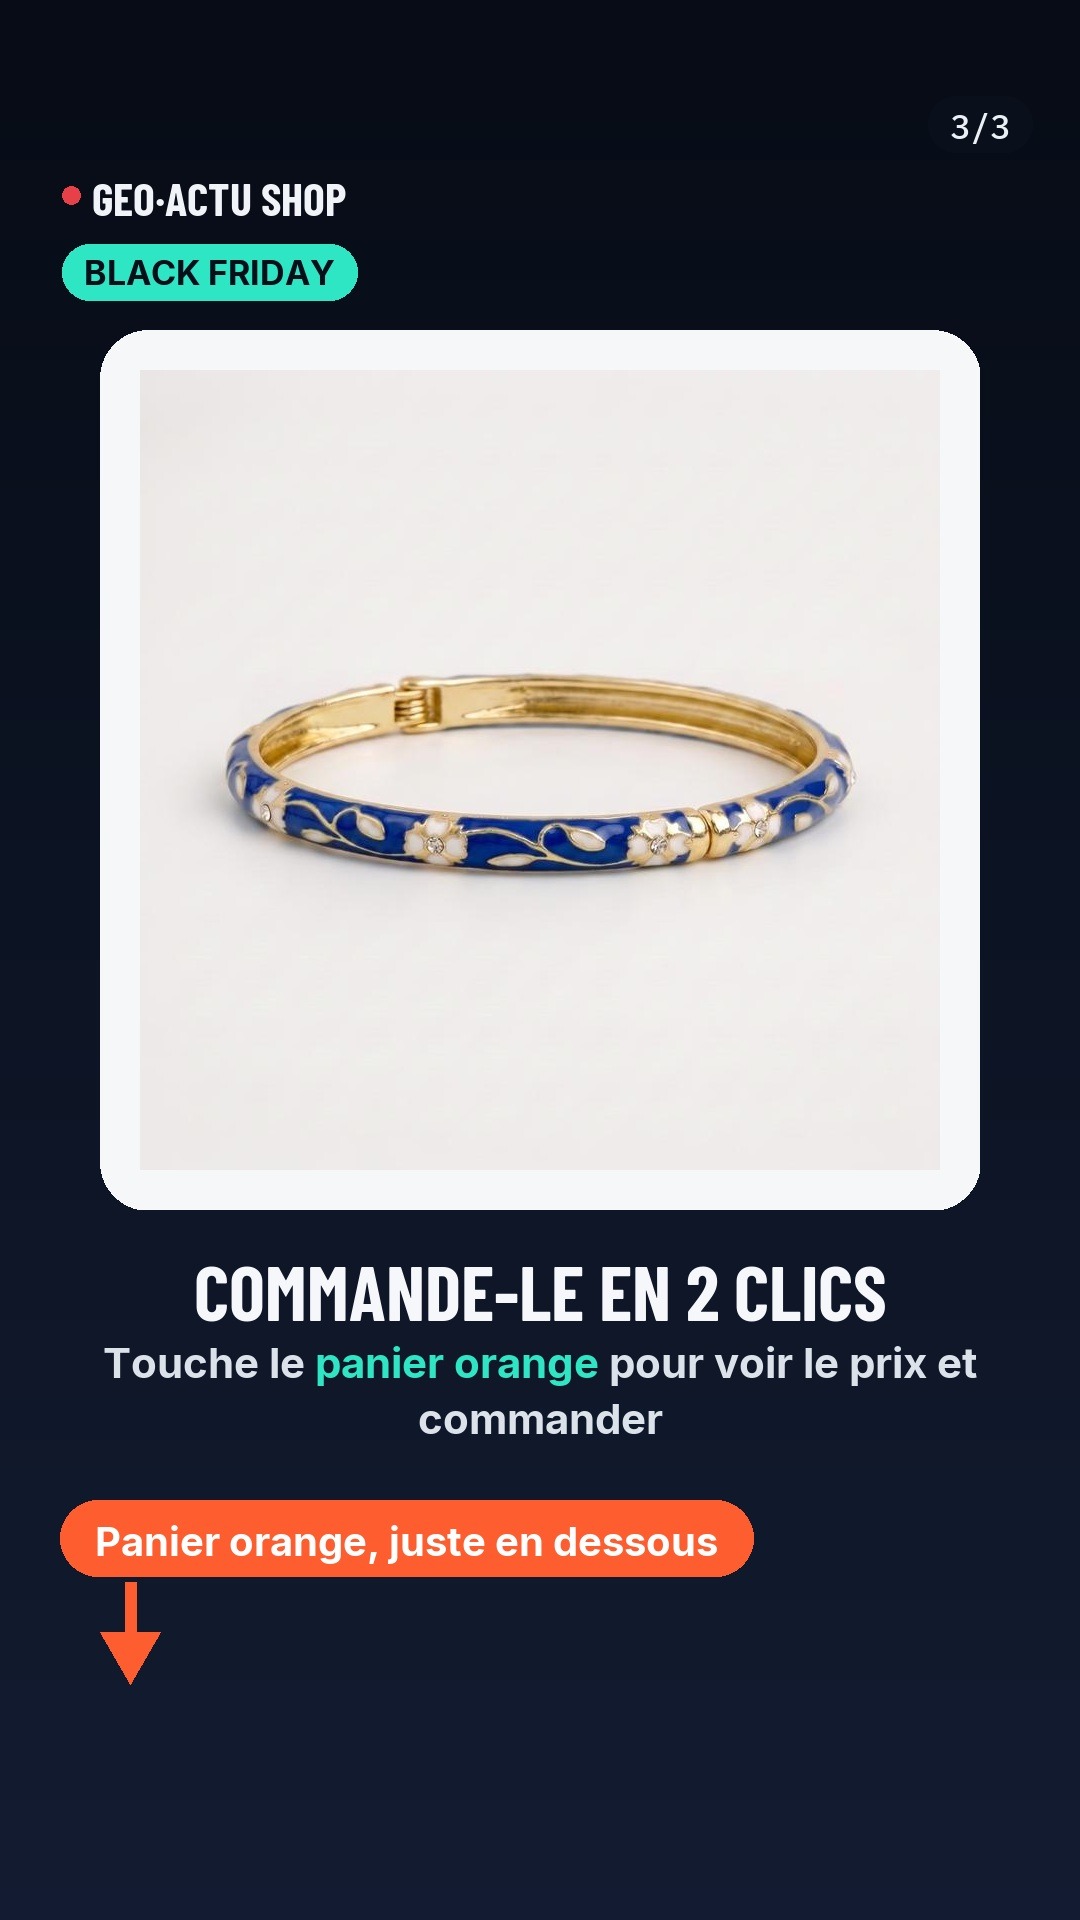 3/3
GEO·ACTU SHOP
BLACK FRIDAY
COMMANDE-LE EN 2 CLICS
Touche le panier orange pour voir le prix et
commander
Panier orange, juste en dessous